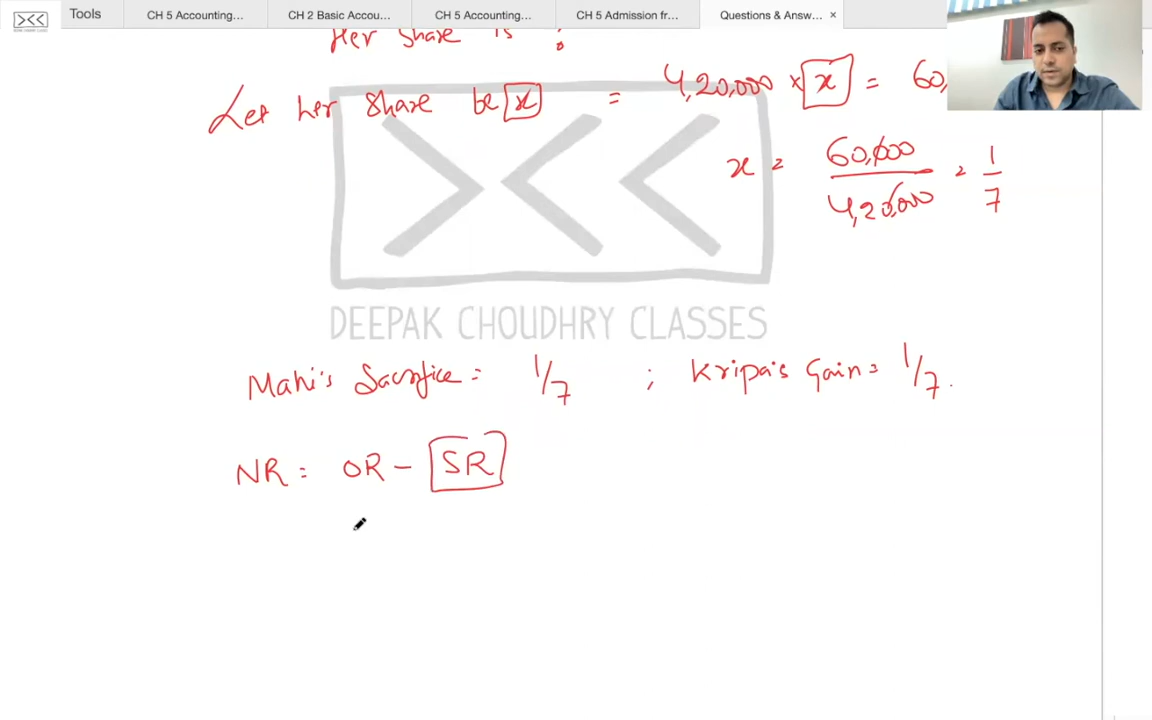 Tools CH 5 Accounting... CH 2 Basic Accou... CH 5 Accounting... CH 5 Admission fr... Questions & Answ... ×
Her Share is :
Let her Share be x = 4,20,000 × x = 60,
x = 60,000 / 4,20,000 = 1/7
DEEPAK CHOUDHRY CLASSES
Mahi's Sacrifice = 1/7 ; Kripa's Gain = 1/7.
NR = OR - SR